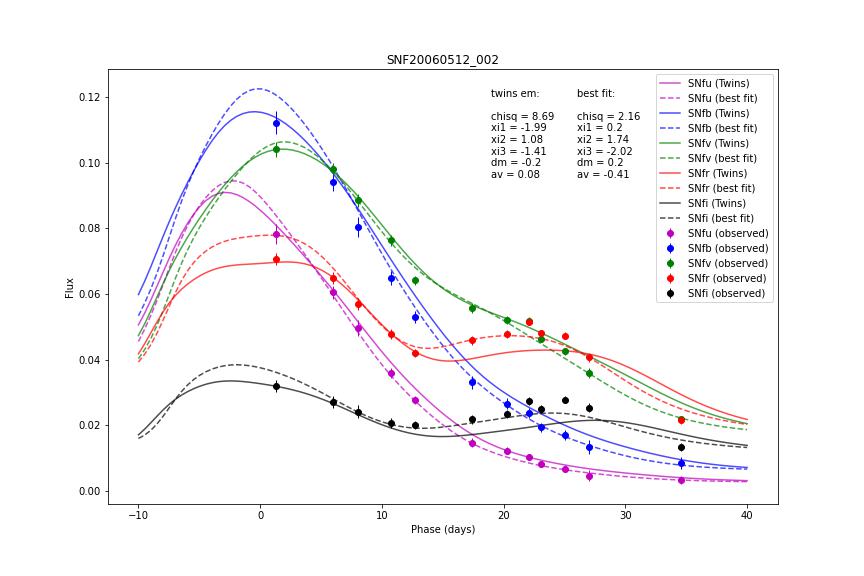 SNF20060512_002
twins em: best fit:
chisq = 8.69 chisq = 2.16
xi1 = -1.99 xi1 = 0.2
xi2 = 1.08 xi2 = 1.74
xi3 = -1.41 xi3 = -2.02
dm = -0.2 dm = 0.2
av = 0.08 av = -0.41
SNfu (Twins)
SNfu (best fit)
SNfb (Twins)
SNfb (best fit)
SNfv (Twins)
SNfv (best fit)
SNfr (Twins)
SNfr (best fit)
SNfi (Twins)
SNfi (best fit)
SNfu (observed)
SNfb (observed)
SNfv (observed)
SNfr (observed)
SNfi (observed)
Flux
0.12
0.10
0.08
0.06
0.04
0.02
0.00
−10 0 10 20 30 40
Phase (days)